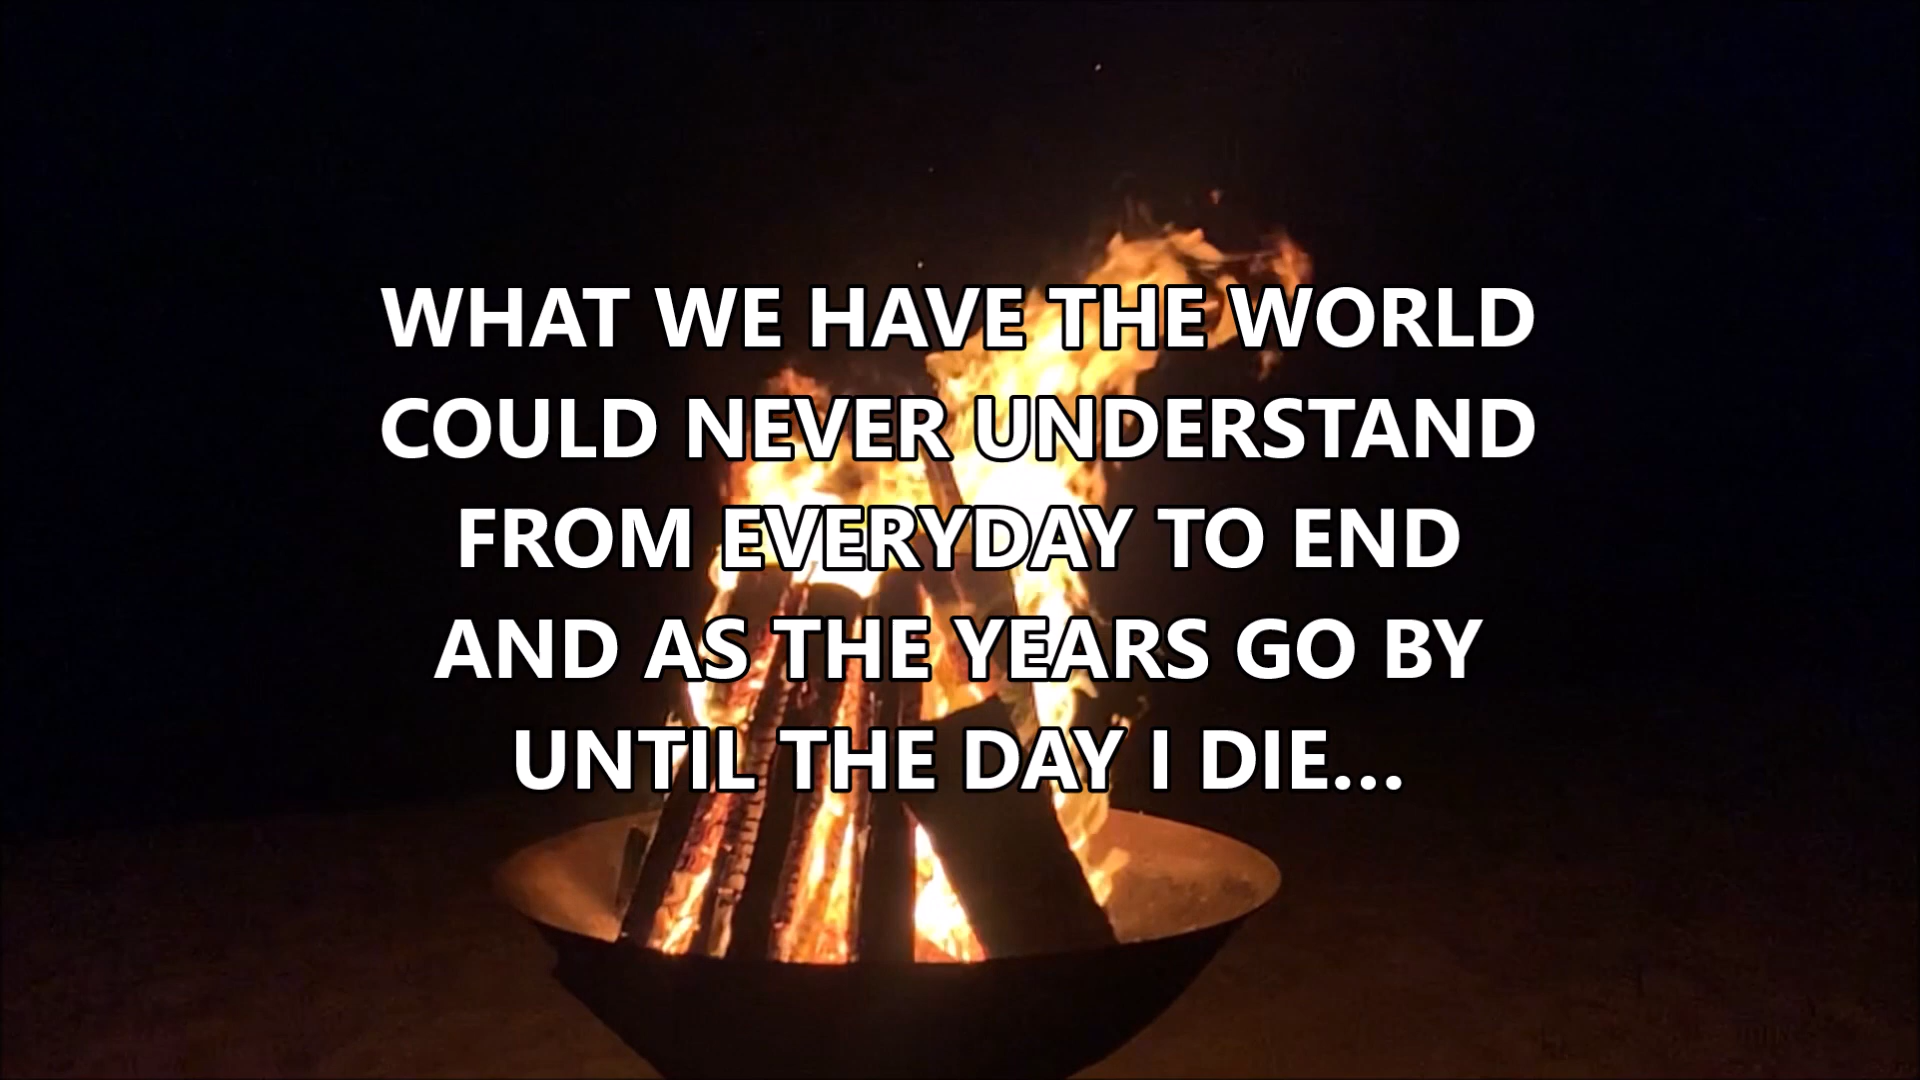 WHAT WE HAVE THE WORLD
COULD NEVER UNDERSTAND
FROM EVERYDAY TO END
AND AS THE YEARS GO BY
UNTIL THE DAY I DIE...